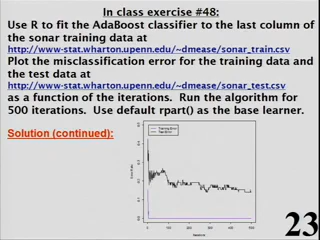 In class exercise #48:
Use R to fit the AdaBoost classifier to the last column of
the sonar training data at
http://www-stat.wharton.upenn.edu/~dmease/sonar_train.csv
Plot the misclassification error for the training data and
the test data at
http://www-stat.wharton.upenn.edu/~dmease/sonar_test.csv
as a function of the iterations.  Run the algorithm for
500 iterations.  Use default rpart() as the base learner.
Solution (continued):
Training Error
Test Error
23